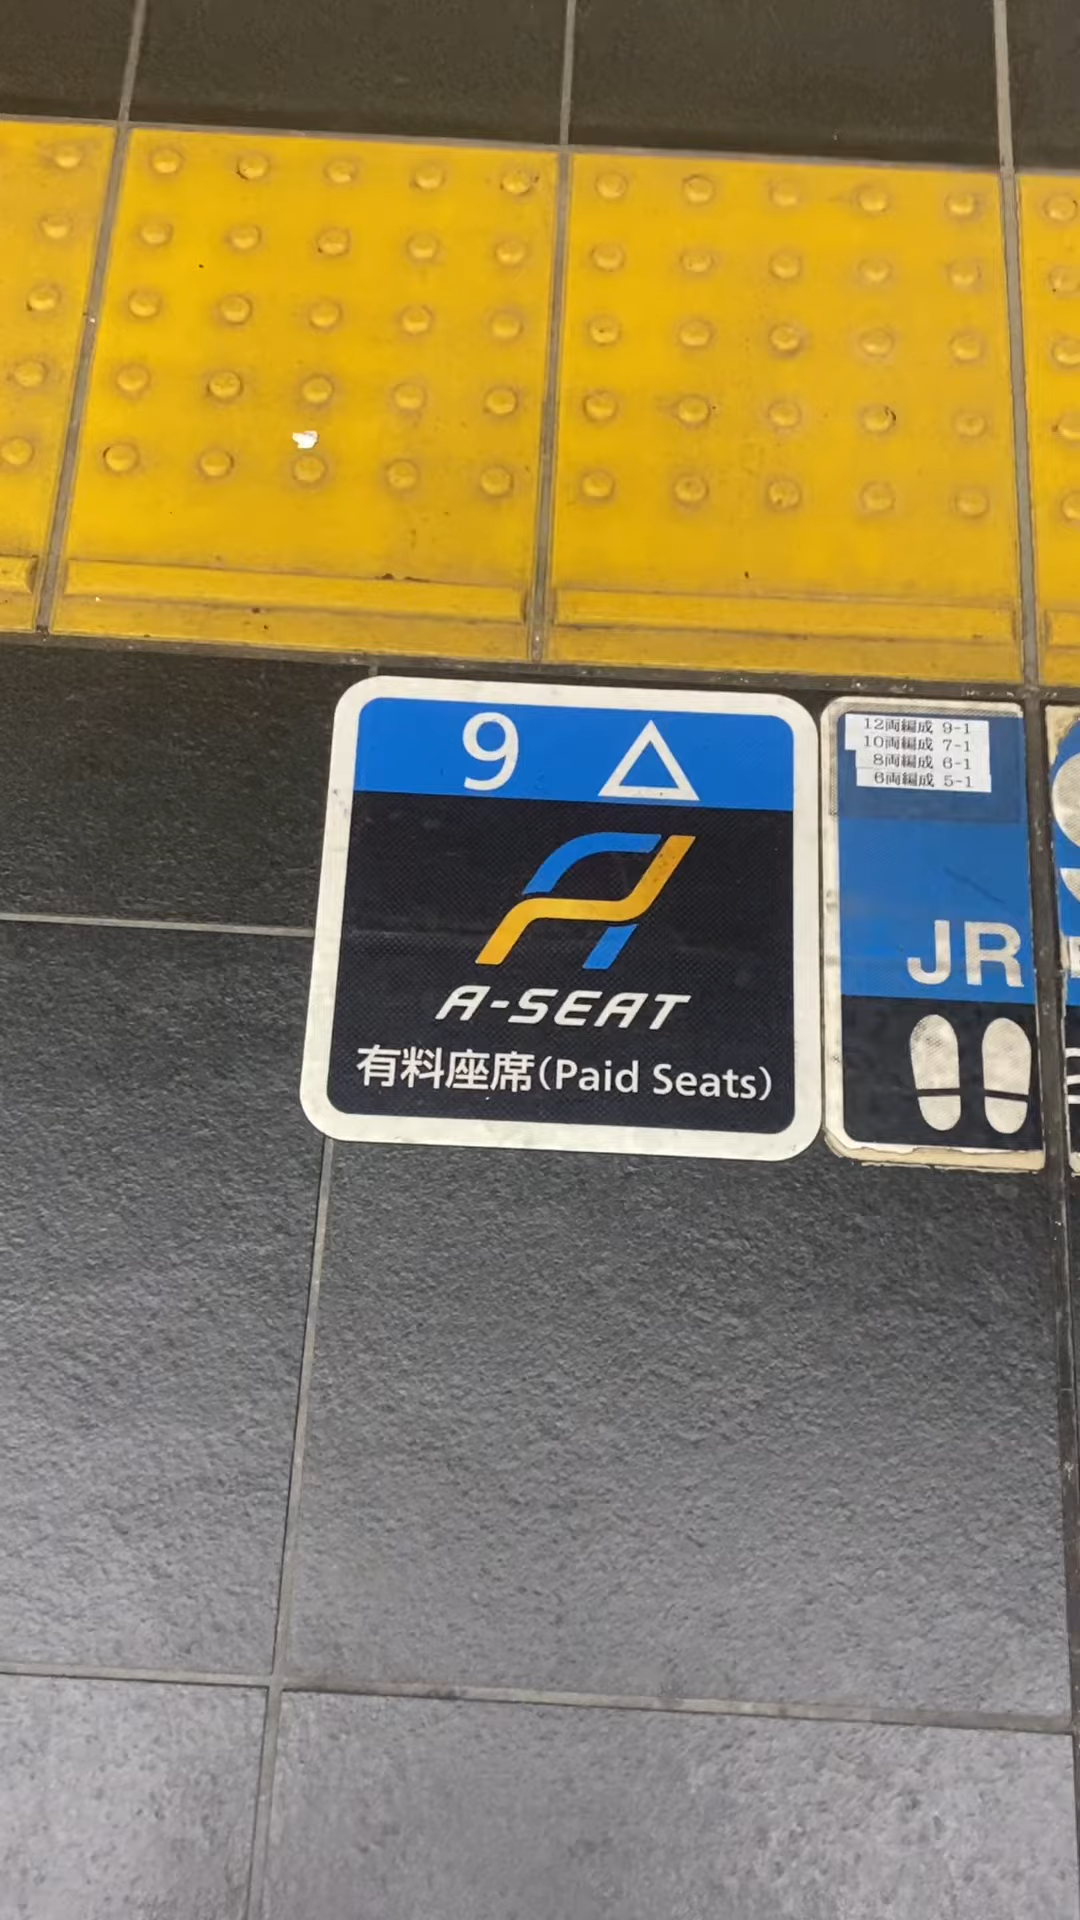 9 △
A-SEAT
有料座席(Paid Seats)
12両編成 9-1
10両編成 7-1
8両編成 6-1
6両編成 5-1
JR